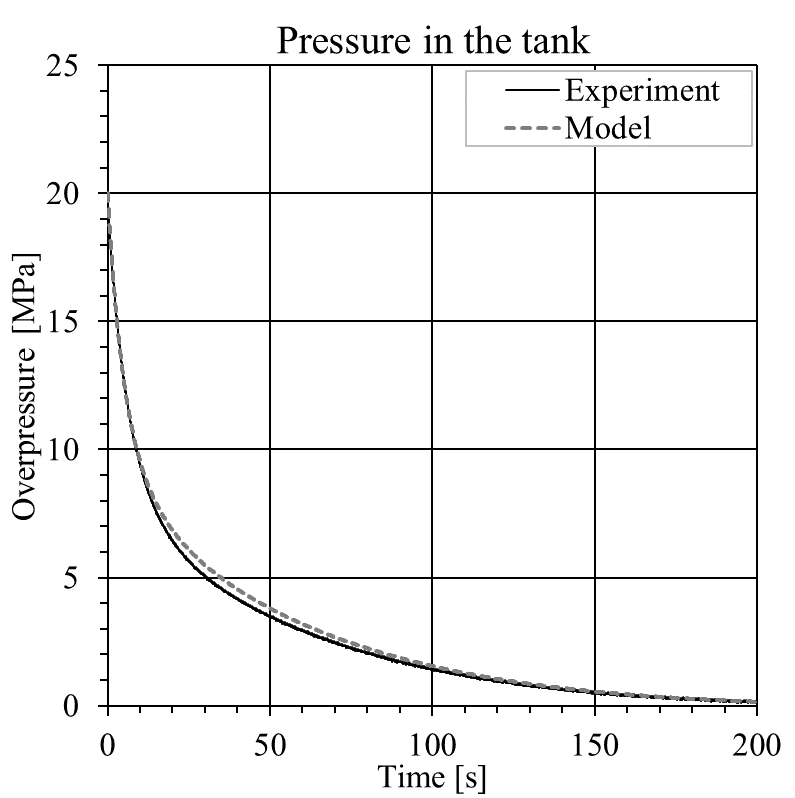 Pressure in the tank
Experiment
Model
25
20
15
10
5
0
Overpressure [MPa]
0 50 100 150 200
Time [s]